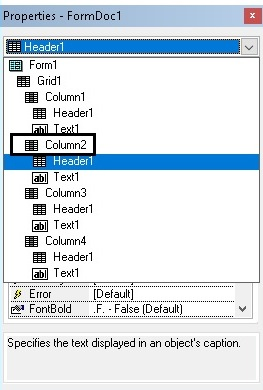 Properties - FormDoc1
Header1
Form1
Grid1
Column1
Header1
Text1
Column2
Header1
Text1
Column3
Header1
Text1
Column4
Header1
Text1
Error [Default]
FontBold .F. - False (Default)
Specifies the text displayed in an object's caption.